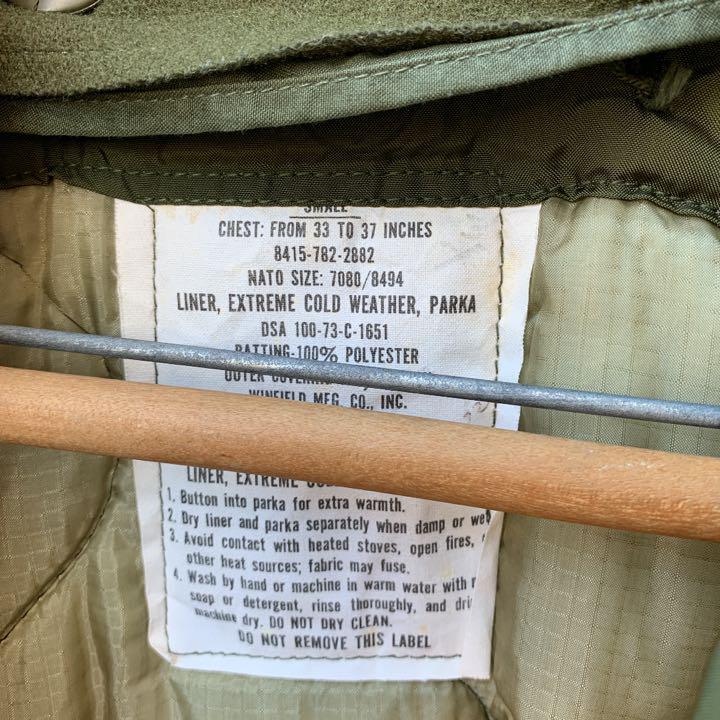 SMALL
CHEST: FROM 33 TO 37 INCHES
8415-782-2882
NATO SIZE: 7080/8494
LINER, EXTREME COLD WEATHER, PARKA
DSA 100-73-C-1651
BATTING-100% POLYESTER
OUTER
WINFIELD MFG. CO., INC.
LINER, EXTREME
1. Button into parka for extra warmth.
2. Dry liner and parka separately when damp or wet
3. Avoid contact with heated stoves, open fires,
other heat sources; fabric may fuse.
4. Wash by hand or machine in warm water with
soap or detergent, rinse thoroughly, and
machine dry. DO NOT DRY CLEAN.
DO NOT REMOVE THIS LABEL